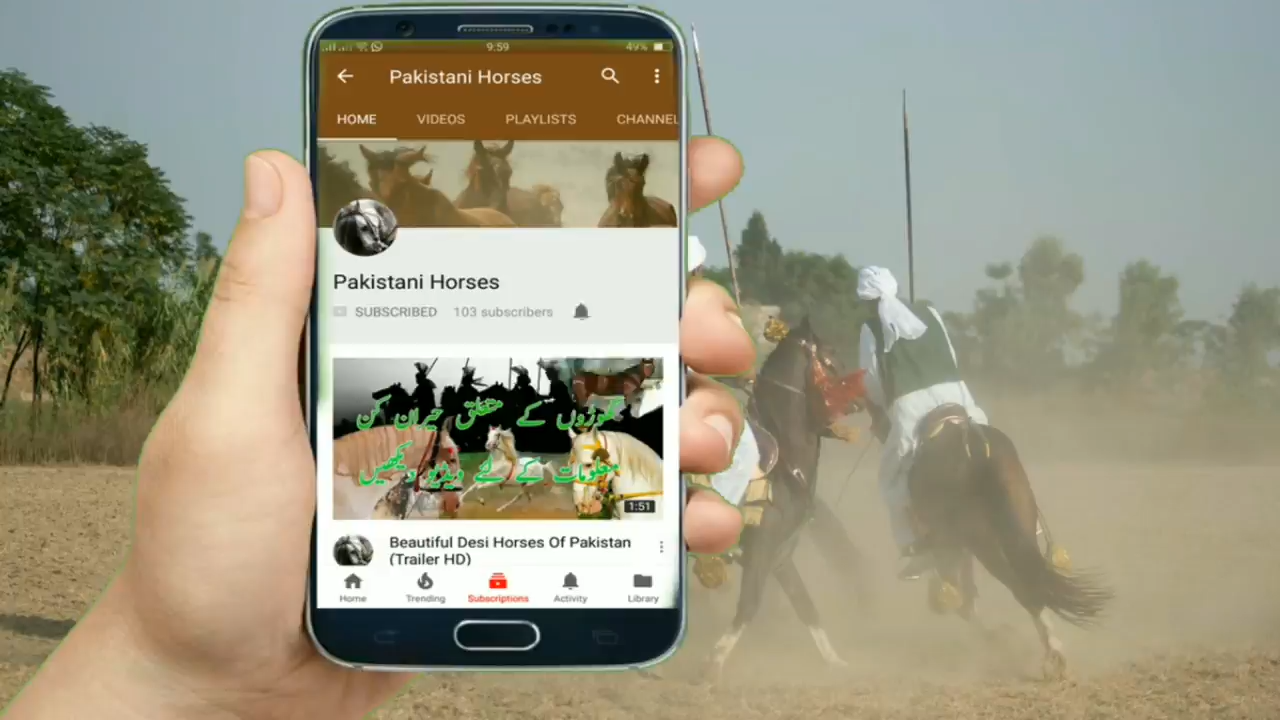 9:59
49%
Pakistani Horses
HOME
VIDEOS
PLAYLISTS
CHANNEL
Pakistani Horses
SUBSCRIBED
103 subscribers
گھوڑوں کے متعلق حیران کن
معلومات کے لئے ویڈیو دیکھیں
1:51
Beautiful Desi Horses Of Pakistan
(Trailer HD)
Home
Trending
Subscriptions
Activity
Library